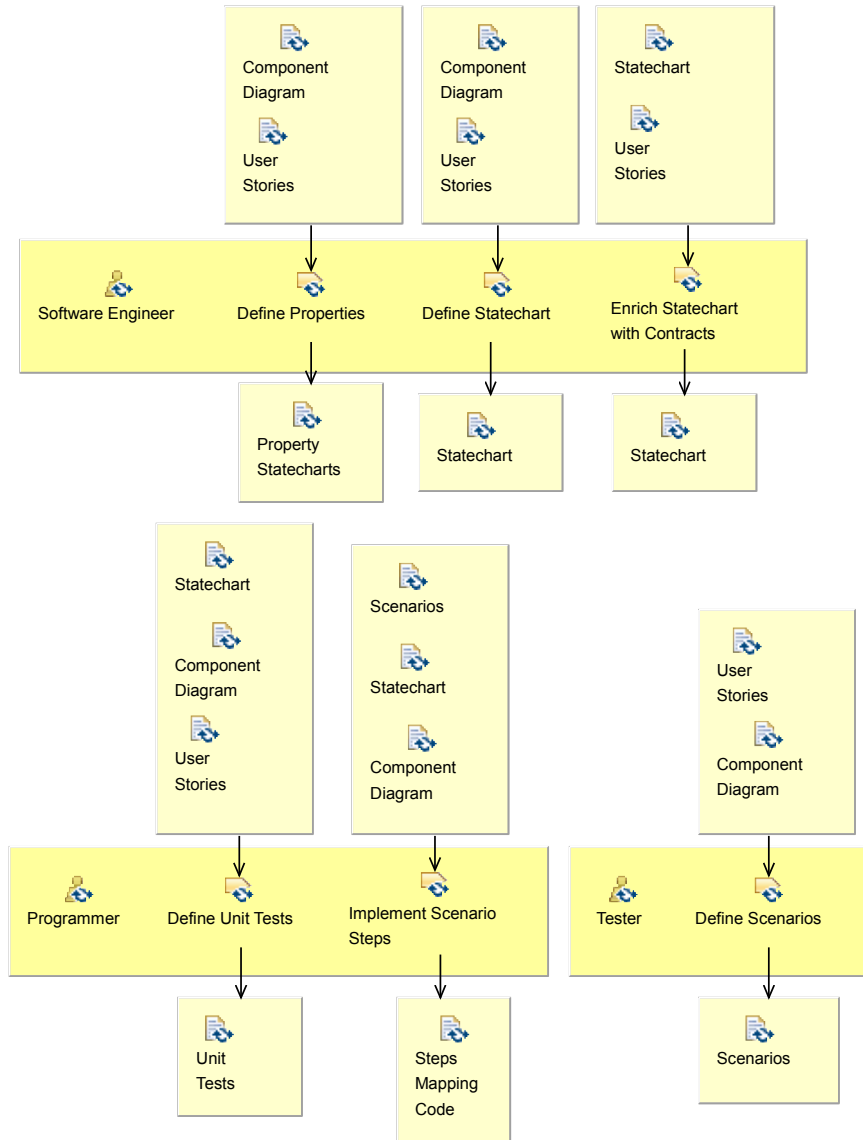 Component
Diagram
User
Stories
Component
Diagram
User
Stories
Statechart
User
Stories
Software Engineer
Define Properties
Define Statechart
Enrich Statechart
with Contracts
Property
Statecharts
Statechart
Statechart
Statechart
Component
Diagram
User
Stories
Scenarios
Statechart
Component
Diagram
User
Stories
Component
Diagram
Programmer
Define Unit Tests
Implement Scenario
Steps
Tester
Define Scenarios
Unit
Tests
Steps
Mapping
Code
Scenarios